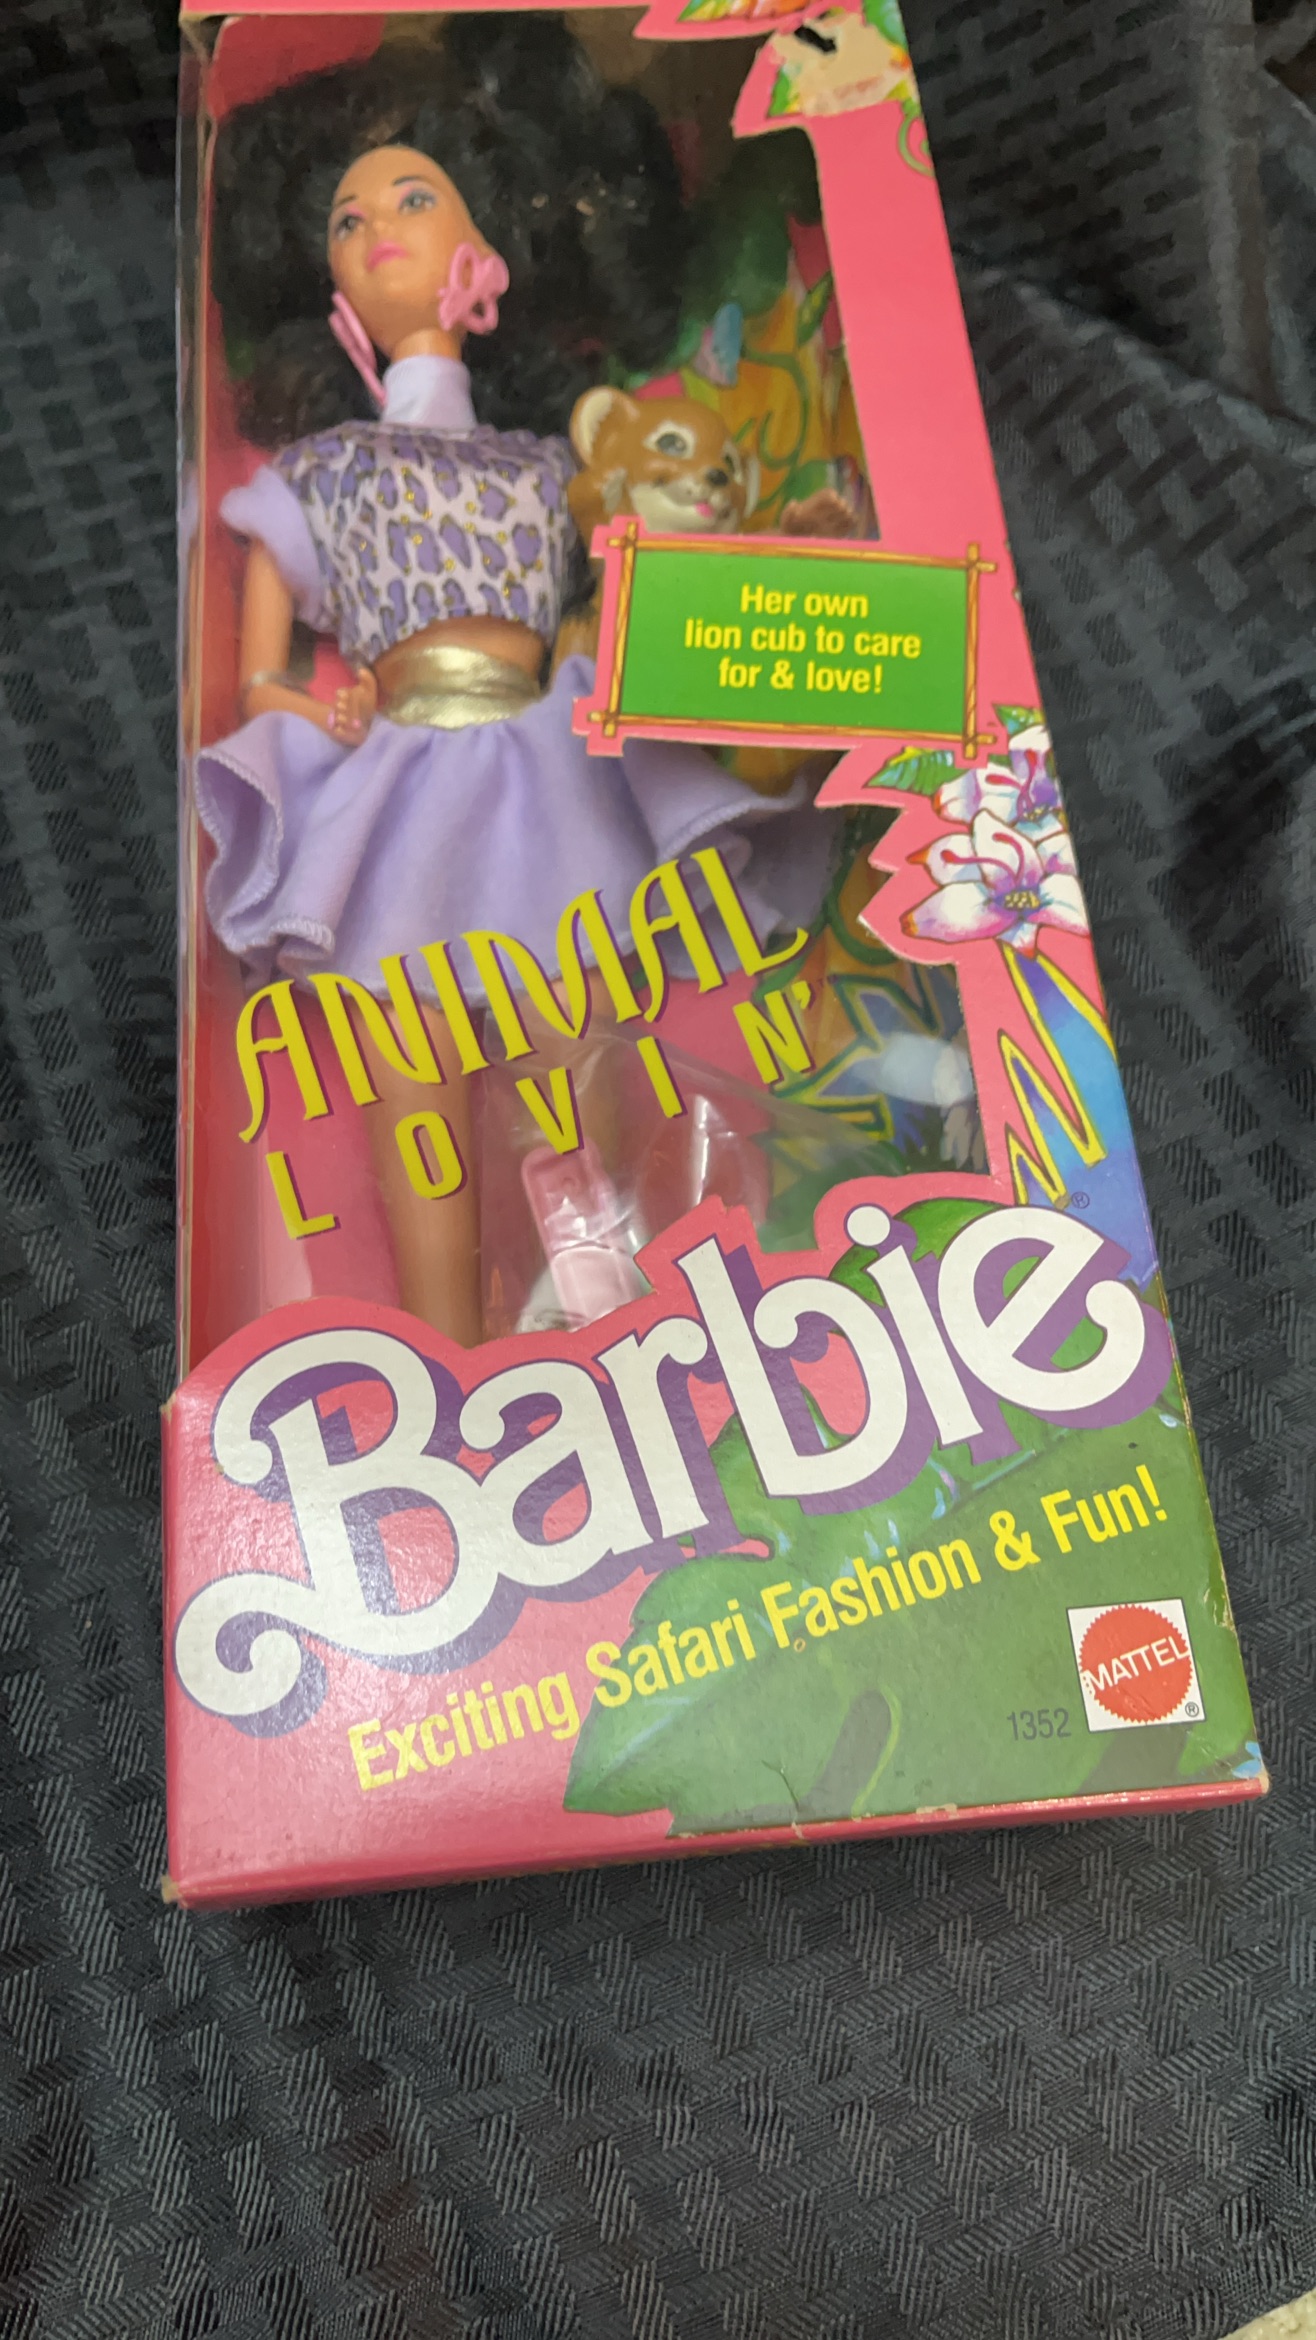 Her own
lion cub to care
for & love!
ANIMAL
LOVIN'
Barbie®
Exciting Safari Fashion & Fun!
1352
MATTEL®